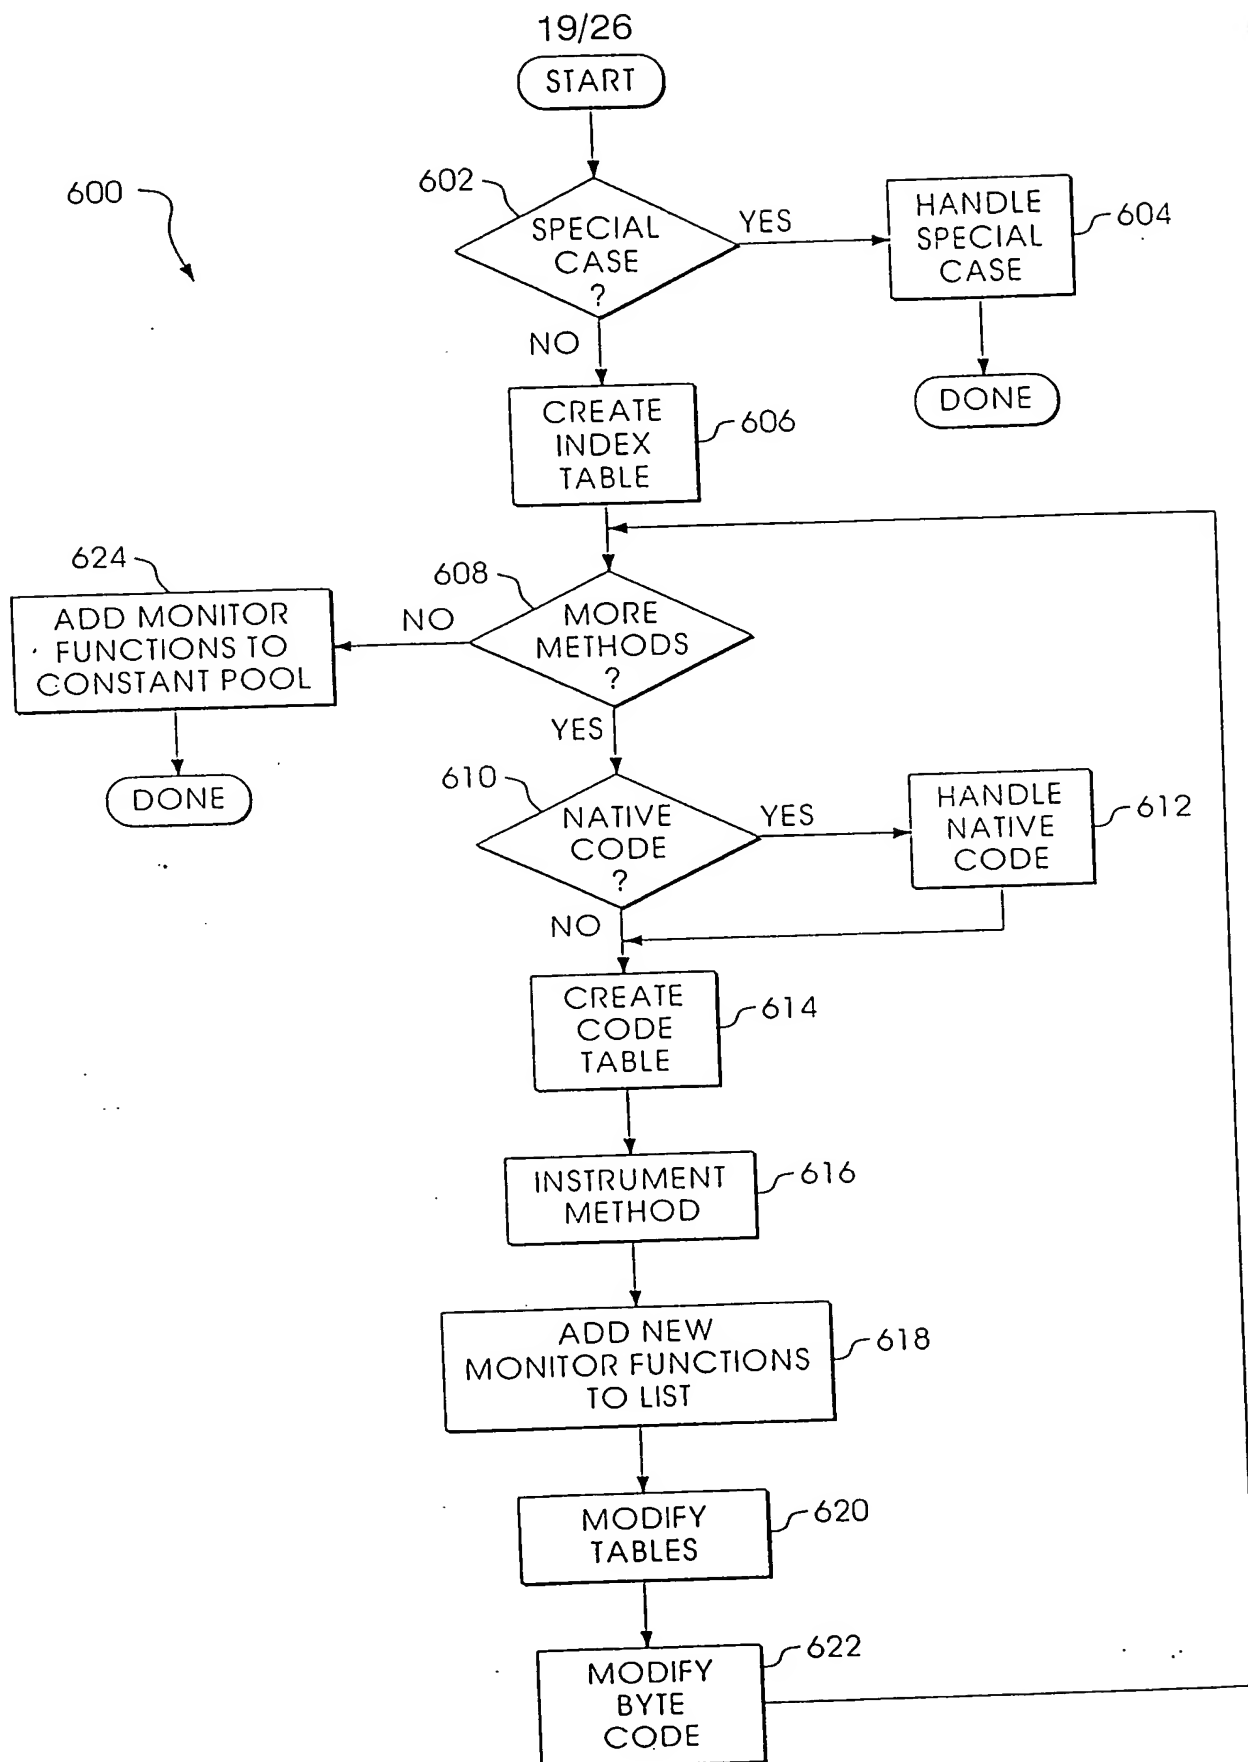 19/26
START
600
602
SPECIAL
CASE
?
YES
HANDLE
SPECIAL
CASE
604
NO
DONE
CREATE
INDEX
TABLE
606
624
ADD MONITOR
FUNCTIONS TO
CONSTANT POOL
NO
608
MORE
METHODS
?
YES
DONE
610
NATIVE
CODE
?
YES
HANDLE
NATIVE
CODE
612
NO
CREATE
CODE
TABLE
614
INSTRUMENT
METHOD
616
ADD NEW
MONITOR FUNCTIONS
TO LIST
618
MODIFY
TABLES
620
MODIFY
BYTE
CODE
622